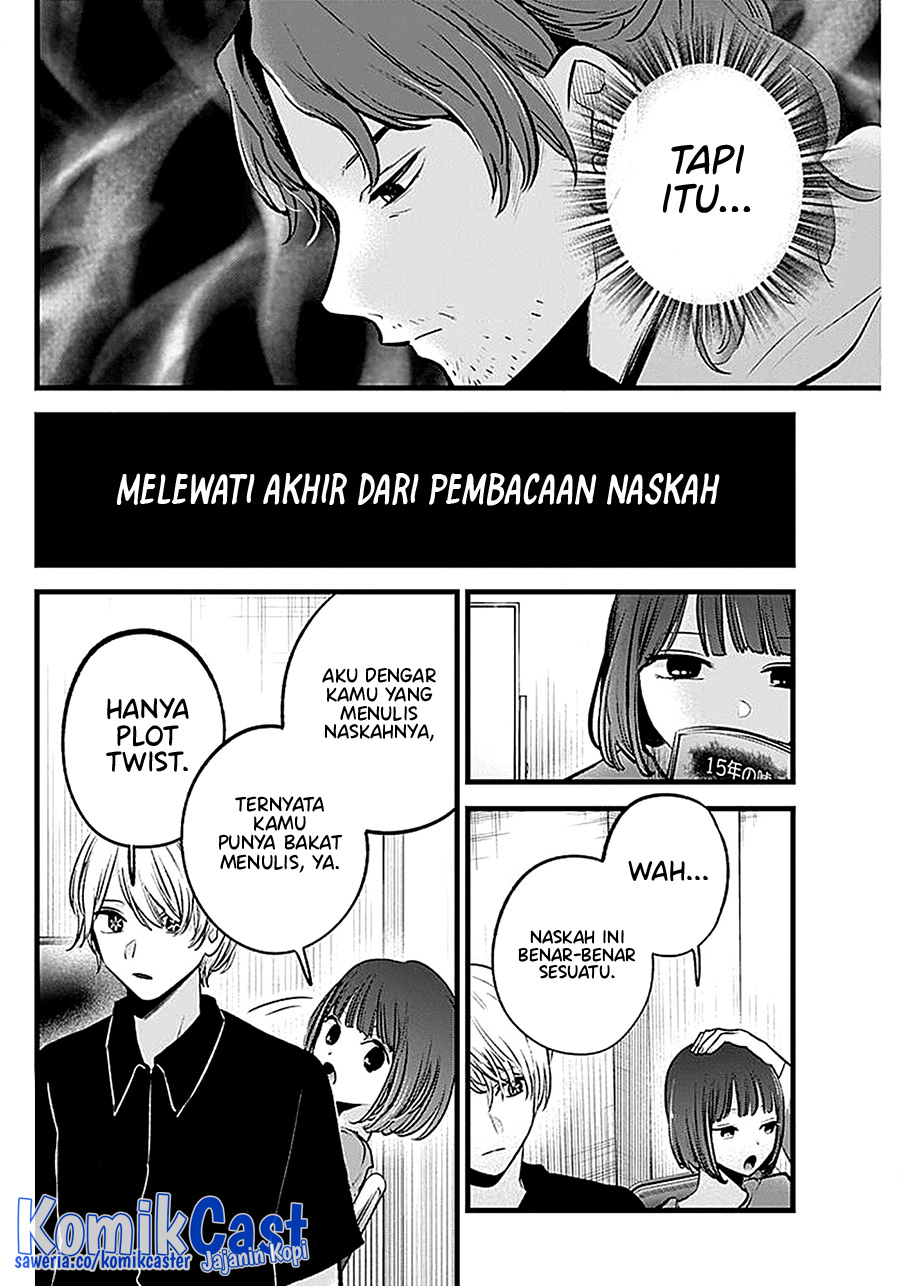 TAPI
ITU...
MELEWATI AKHIR DARI PEMBACAAN NASKAH
15年の嘘
WAH...
NASKAH INI
BENAR-BENAR
SESUATU.
AKU DENGAR
KAMU YANG
MENULIS
NASKAHNYA,
TERNYATA
KAMU
PUNYA BAKAT
MENULIS, YA.
HANYA
PLOT
TWIST.
KomikCast
saweria.co/komikcaster Jajanin Kopi